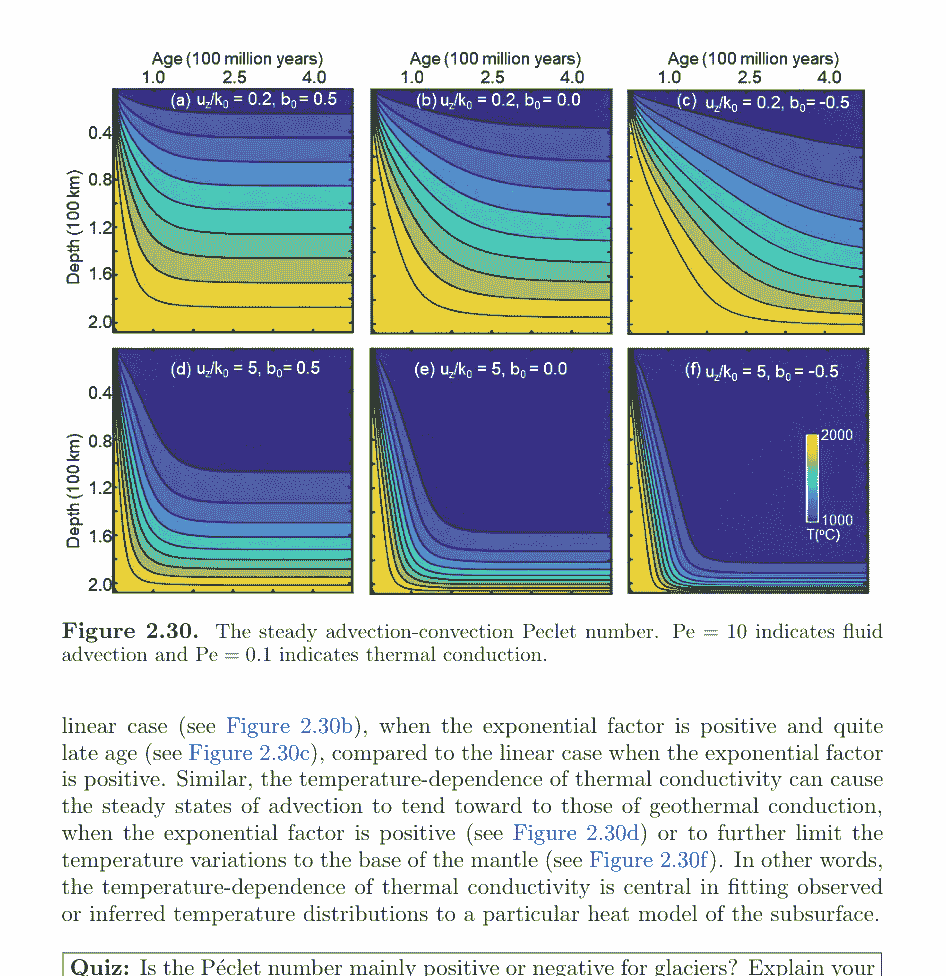 Age (100 million years) Age (100 million years) Age (100 million years)
1.0 2.5 4.0 1.0 2.5 4.0 1.0 2.5 4.0
(a) uz/k0 = 0.2, b0= 0.5 (b) uz/k0 = 0.2, b0= 0.0 (c) uz/k0 = 0.2, b0= -0.5
0.4
0.8
1.2
1.6
2.0
Depth (100 km)
(d) uz/k0 = 5, b0= 0.5 (e) uz/k0 = 5, b0= 0.0 (f) uz/k0 = 5, b0= -0.5
0.4
0.8
1.2
1.6
2.0
Depth (100 km)
2000
1000
T(°C)
Figure 2.30. The steady advection-convection Peclet number. Pe = 10 indicates fluid
advection and Pe = 0.1 indicates thermal conduction.
linear case (see Figure 2.30b), when the exponential factor is positive and quite
late age (see Figure 2.30c), compared to the linear case when the exponential factor
is positive. Similar, the temperature-dependence of thermal conductivity can cause
the steady states of advection to tend toward to those of geothermal conduction,
when the exponential factor is positive (see Figure 2.30d) or to further limit the
temperature variations to the base of the mantle (see Figure 2.30f). In other words,
the temperature-dependence of thermal conductivity is central in fitting observed
or inferred temperature distributions to a particular heat model of the subsurface.
Quiz: Is the Péclet number mainly positive or negative for glaciers? Explain your